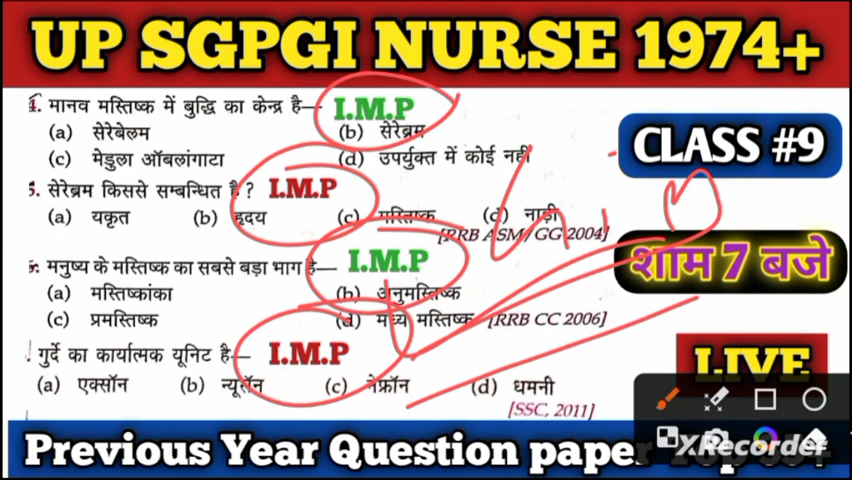 UP SGPGI NURSE 1974+
4. मानव मस्तिष्क में बुद्धि का केन्द्र है— I.M.P
(a) सेरेबेलम (b) सेरेब्रम
(c) मेडुला ऑबलांगाटा (d) उपर्युक्त में कोई नहीं
5. सेरेब्रम किससे सम्बन्धित है? I.M.P
(a) यकृत (b) हृदय (c) मस्तिष्क (d) नाड़ी
[RRB ASM/GG 2004]
मनुष्य के मस्तिष्क का सबसे बड़ा भाग है— I.M.P
(a) मस्तिष्कांका (b) अनुमस्तिष्क
(c) प्रमस्तिष्क (d) मध्य मस्तिष्क [RRB CC 2006]
गुर्दे का कार्यात्मक यूनिट है— I.M.P
(a) एक्सॉन (b) न्यूरॉन (c) नेफ्रॉन (d) धमनी
[SSC, 2011]
CLASS #9
शाम 7 बजे
LIVE
Previous Year Question paper
XRecorder